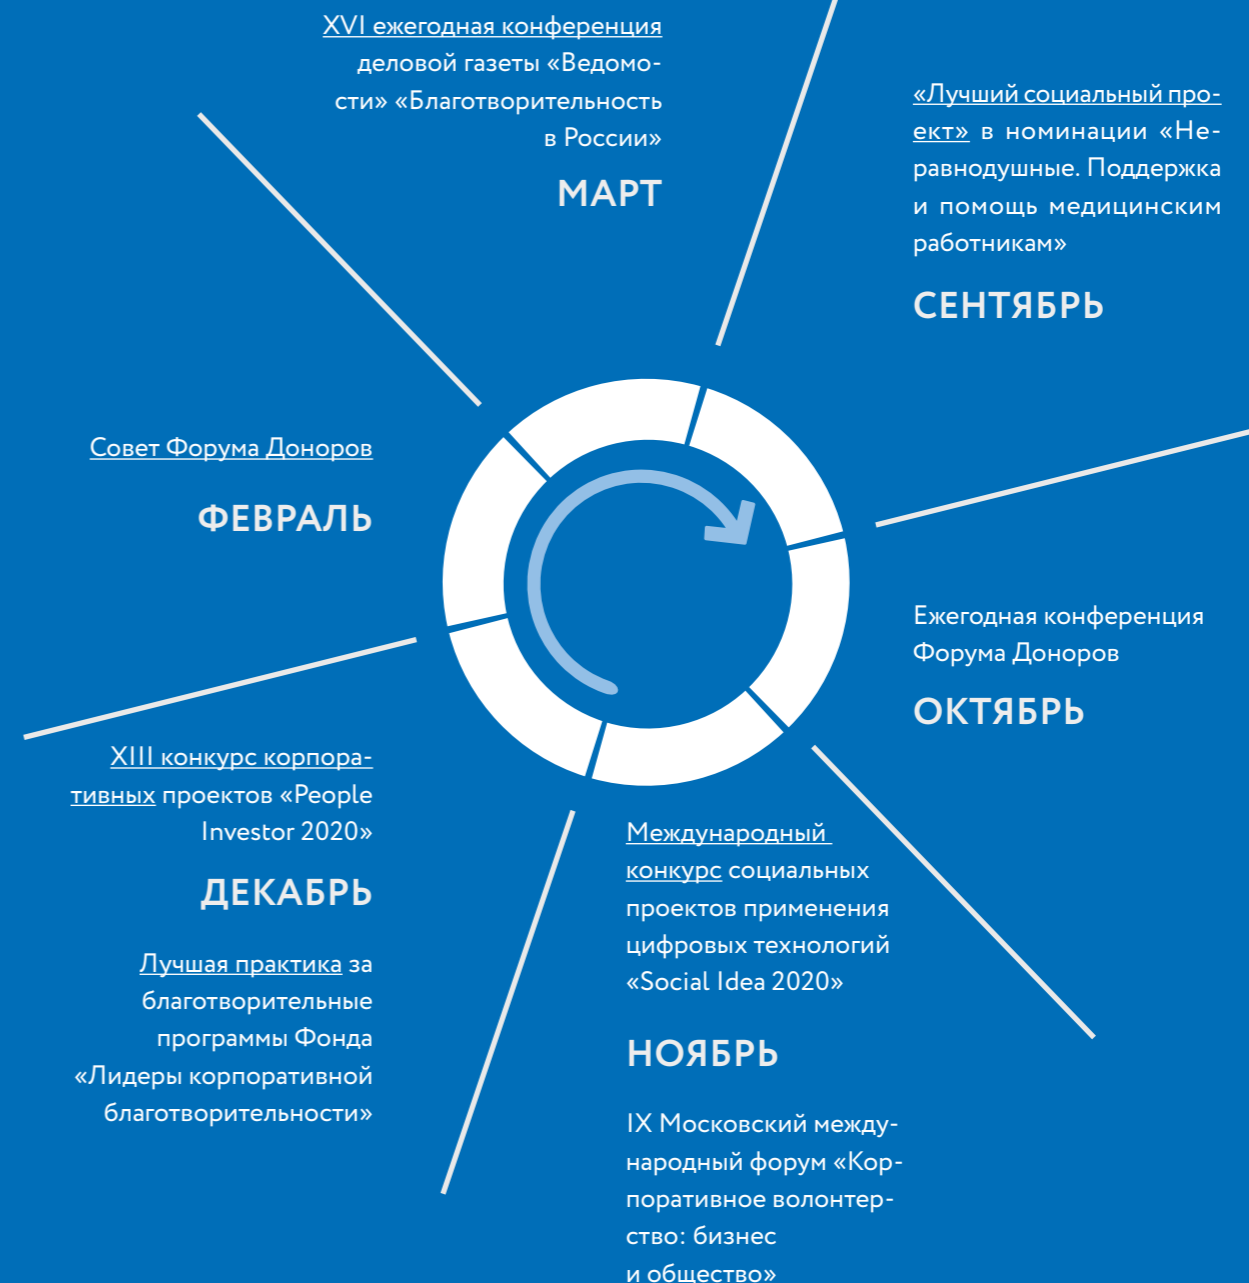 XVI ежегодная конференция
деловой газеты «Ведомо-
сти» «Благотворительность
в России»
МАРТ
«Лучший социальный про-
ект» в номинации «Не-
равнодушные. Поддержка
и помощь медицинским
работникам»
СЕНТЯБРЬ
Совет Форума Доноров
ФЕВРАЛЬ
Ежегодная конференция
Форума Доноров
ОКТЯБРЬ
XIII конкурс корпора-
тивных проектов «People
Investor 2020»
ДЕКАБРЬ
Лучшая практика за
благотворительные
программы Фонда
«Лидеры корпоративной
благотворительности»
Международный
конкурс социальных
проектов применения
цифровых технологий
«Social Idea 2020»
НОЯБРЬ
IX Московский между-
народный форум «Кор-
поративное волонтер-
ство: бизнес
и общество»